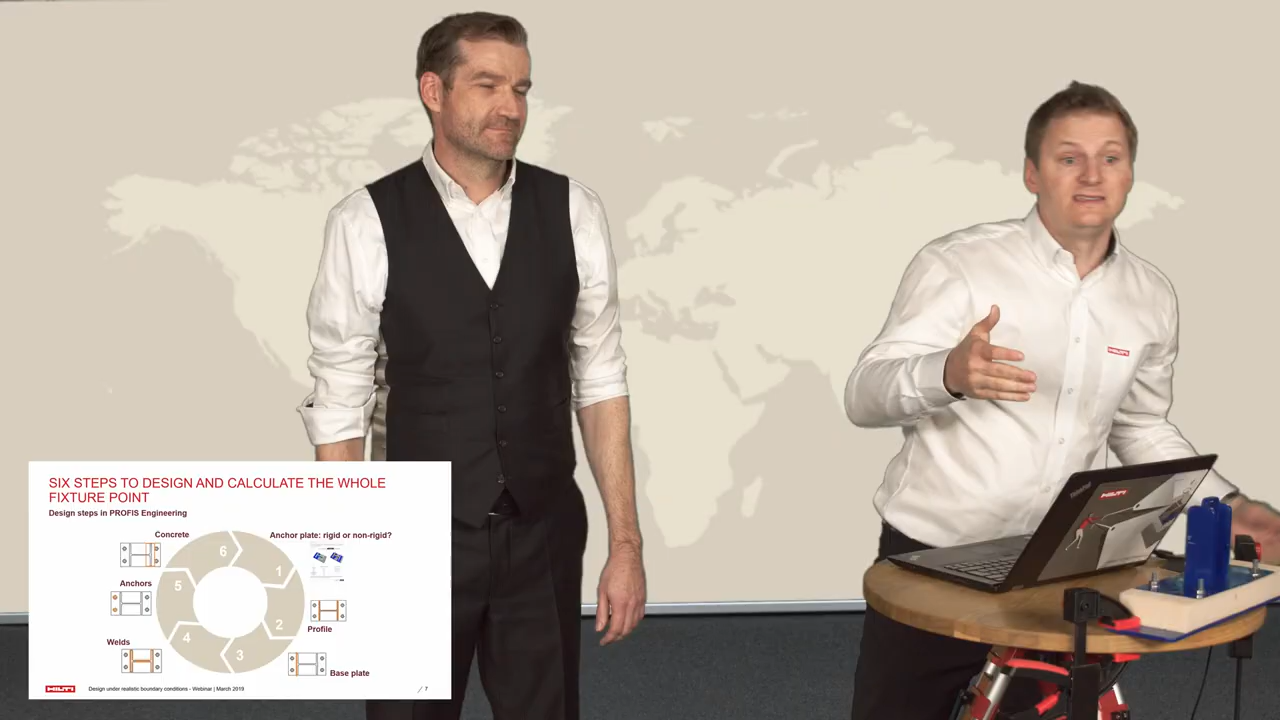 HILTI
ThinkPad
HILTI
SIX STEPS TO DESIGN AND CALCULATE THE WHOLE
FIXTURE POINT
Design steps in PROFIS Engineering
Concrete
Anchor plate: rigid or non-rigid?
6
1
Anchors
5
2
Profile
Welds
4
3
Base plate
HILTI
Design under realistic boundary conditions - Webinar | March 2019
/ 7